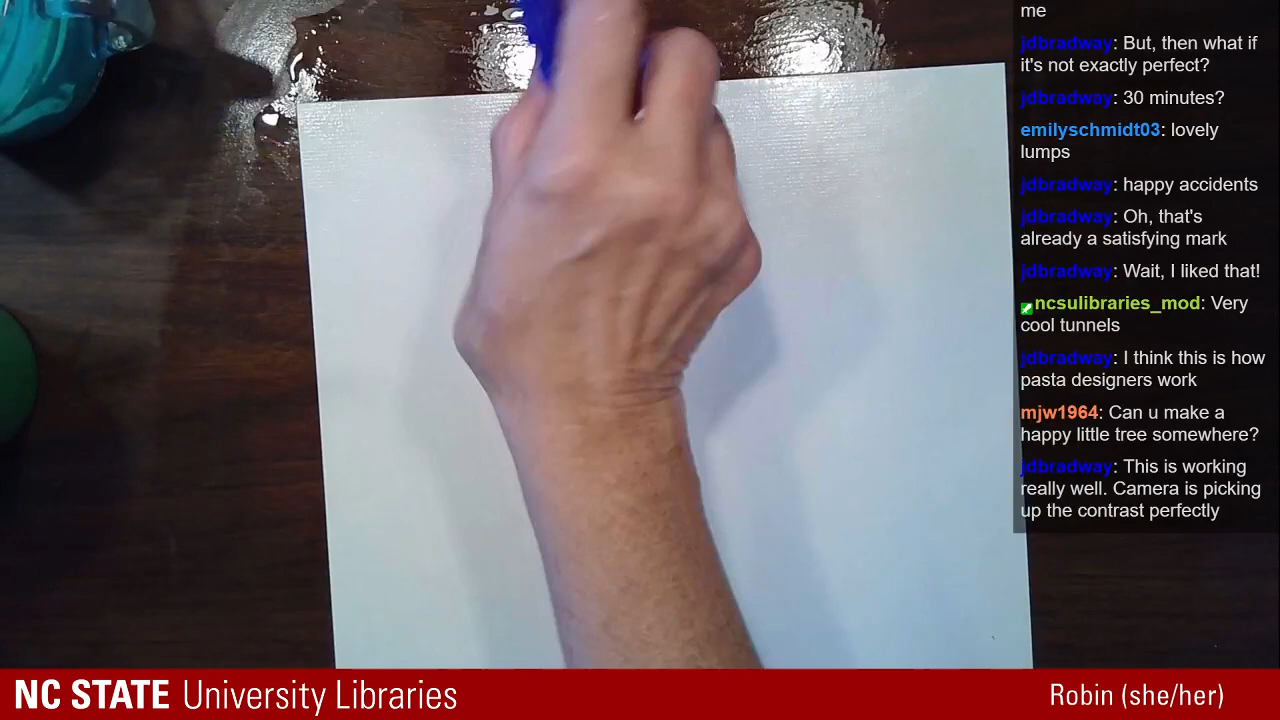 me
jdbradway: But, then what if
it's not exactly perfect?
jdbradway: 30 minutes?
emilyschmidt03: lovely
lumps
jdbradway: happy accidents
jdbradway: Oh, that's
already a satisfying mark
jdbradway: Wait, I liked that!
ncsulibraries_mod: Very
cool tunnels
jdbradway: I think this is how
pasta designers work
mjw1964: Can u make a
happy little tree somewhere?
jdbradway: This is working
really well. Camera is picking
up the contrast perfectly
NC STATE University Libraries
Robin (she/her)